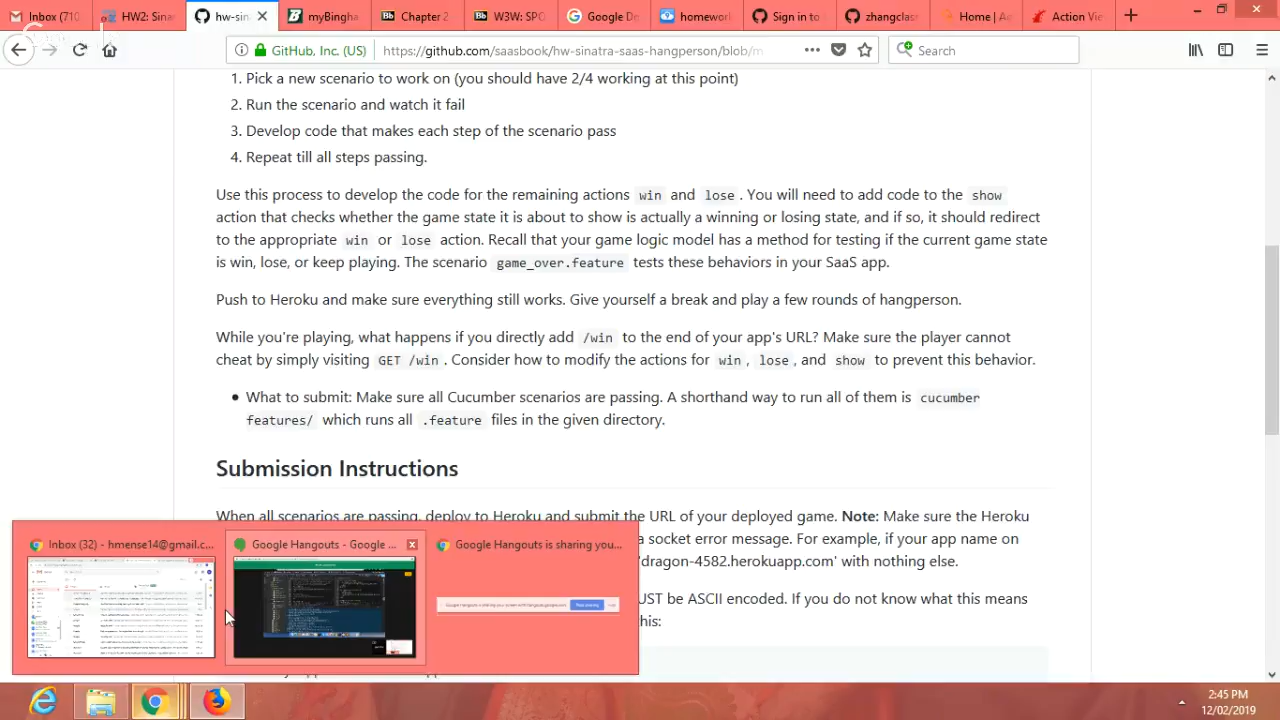 Inbox (710
HW2: Sina
hw-sin
myBingha
Chapter 2
W3W: SPO
Google De
homework
Sign in to
zhangclass
Home | Ac
Action Vie
GitHub, Inc. (US)
https://github.com/saasbook/hw-sinatra-saas-hangperson/blob/m
Search
1. Pick a new scenario to work on (you should have 2/4 working at this point)
2. Run the scenario and watch it fail
3. Develop code that makes each step of the scenario pass
4. Repeat till all steps passing.
Use this process to develop the code for the remaining actions win and lose . You will need to add code to the show
action that checks whether the game state it is about to show is actually a winning or losing state, and if so, it should redirect
to the appropriate win or lose action. Recall that your game logic model has a method for testing if the current game state
is win, lose, or keep playing. The scenario game_over.feature tests these behaviors in your SaaS app.
Push to Heroku and make sure everything still works. Give yourself a break and play a few rounds of hangperson.
While you're playing, what happens if you directly add /win to the end of your app's URL? Make sure the player cannot
cheat by simply visiting GET /win . Consider how to modify the actions for win , lose , and show to prevent this behavior.
• What to submit: Make sure all Cucumber scenarios are passing. A shorthand way to run all of them is cucumber
features/ which runs all .feature files in the given directory.
Submission Instructions
When all scenarios are passing, deploy to Heroku and submit the URL of your deployed game. Note: Make sure the Heroku
a socket error message. For example, if your app name on
dragon-4582.herokuapp.com' with nothing else.
UST be ASCII encoded. If you do not know what this means
his:
Inbox (32) - hmense14@gmail.c...
Google Hangouts - Google ...
Google Hangouts is sharing you...
2:45 PM
12/02/2019